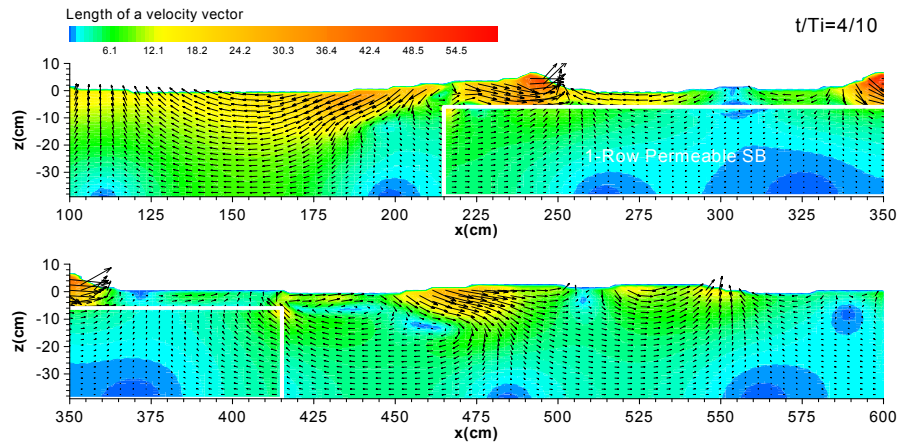 Length of a velocity vector
t/Ti=4/10
6.1 12.1 18.2 24.2 30.3 36.4 42.4 48.5 54.5
10
0
-10
-20
-30
z(cm)
1-Row Permeable SB
100 125 150 175 200 225 250 275 300 325 350
x(cm)
10
0
-10
-20
-30
z(cm)
350 375 400 425 450 475 500 525 550 575 600
x(cm)